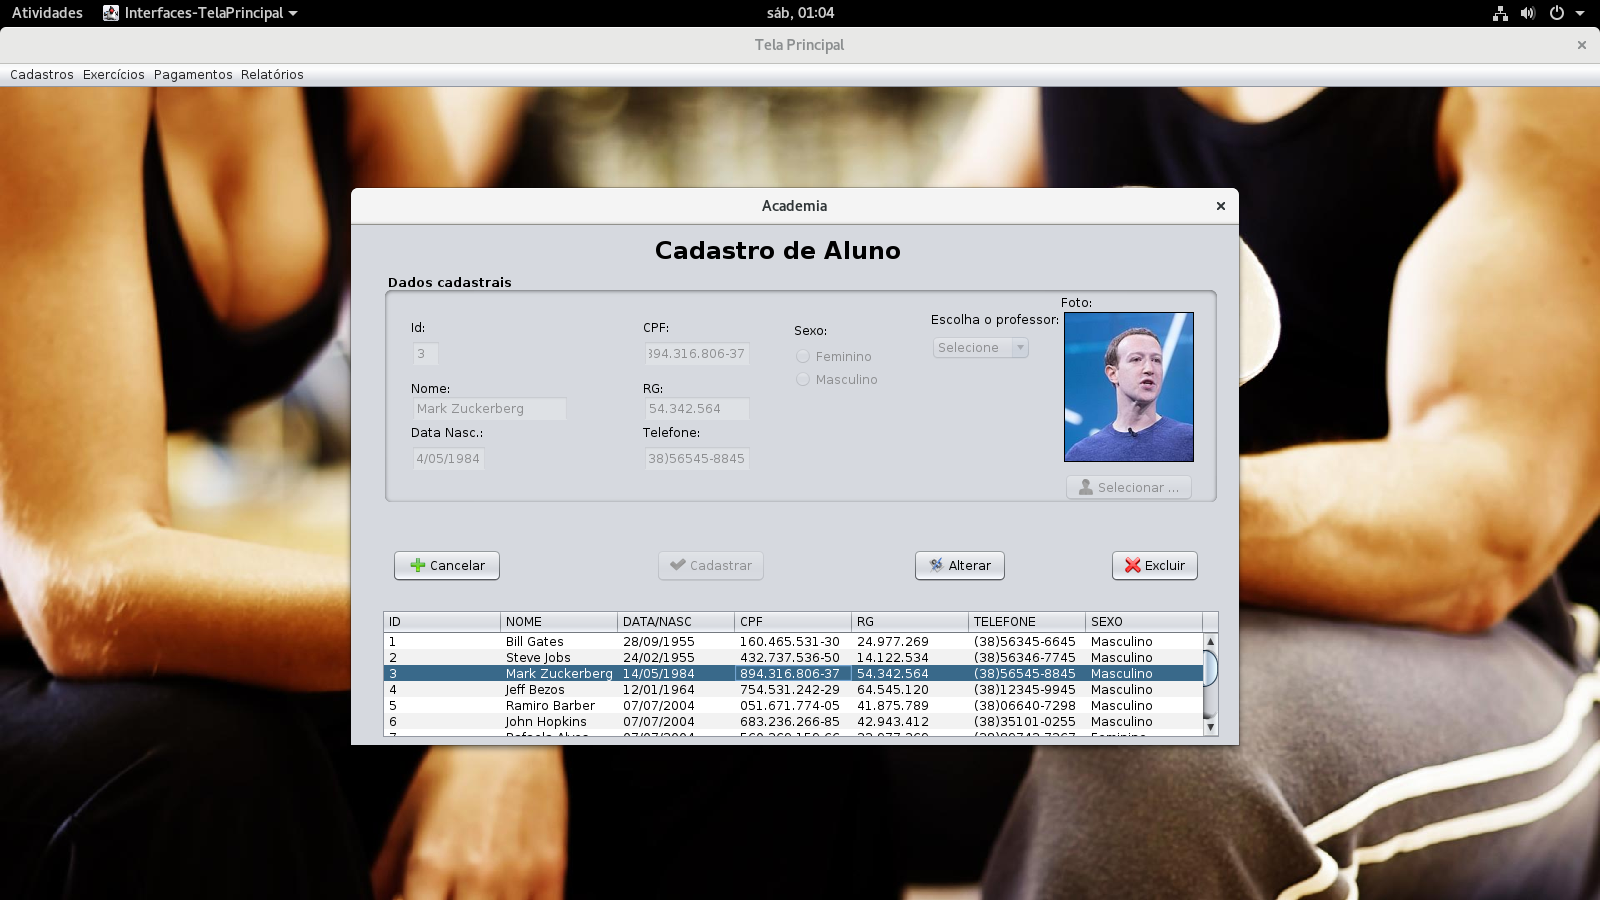 Atividades Interfaces-TelaPrincipal sáb, 01:04
Tela Principal
Cadastros Exercícios Pagamentos Relatórios
Academia
Cadastro de Aluno
Dados cadastrais
Foto:
Escolha o professor:
Id: CPF: Sexo:
3 894.316.806-37 Feminino Selecione
Masculino
Nome: RG:
Mark Zuckerberg 54.342.564
Data Nasc.: Telefone:
4/05/1984 38)56545-8845
Selecionar ...
Cancelar Cadastrar Alterar Excluir
ID NOME DATA/NASC CPF RG TELEFONE SEXO
1 Bill Gates 28/09/1955 160.465.531-30 24.977.269 (38)56345-6645 Masculino
2 Steve Jobs 24/02/1955 432.737.536-50 14.122.534 (38)56346-7745 Masculino
3 Mark Zuckerberg 14/05/1984 894.316.806-37 54.342.564 (38)56545-8845 Masculino
4 Jeff Bezos 12/01/1964 754.531.242-29 64.545.120 (38)12345-9945 Masculino
5 Ramiro Barber 07/07/2004 051.671.774-05 41.875.789 (38)06640-7298 Masculino
6 John Hopkins 07/07/2004 683.236.266-85 42.943.412 (38)35101-0255 Masculino